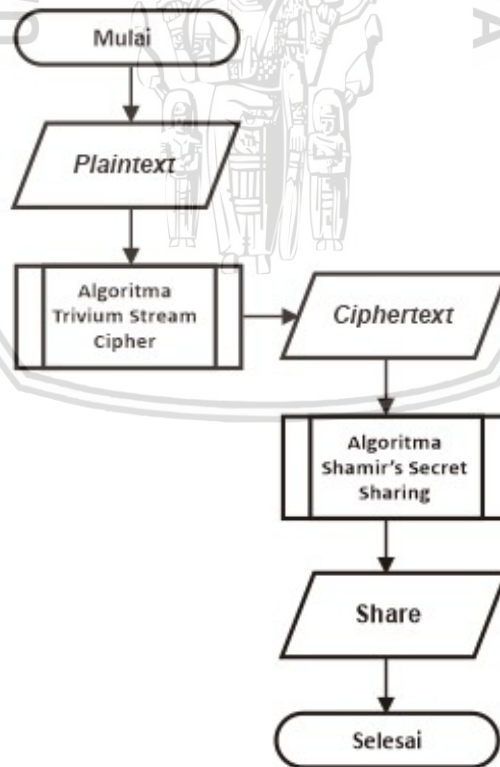 Mulai
Plaintext
Algoritma
Trivium Stream
Cipher
Ciphertext
Algoritma
Shamir's Secret
Sharing
Share
Selesai